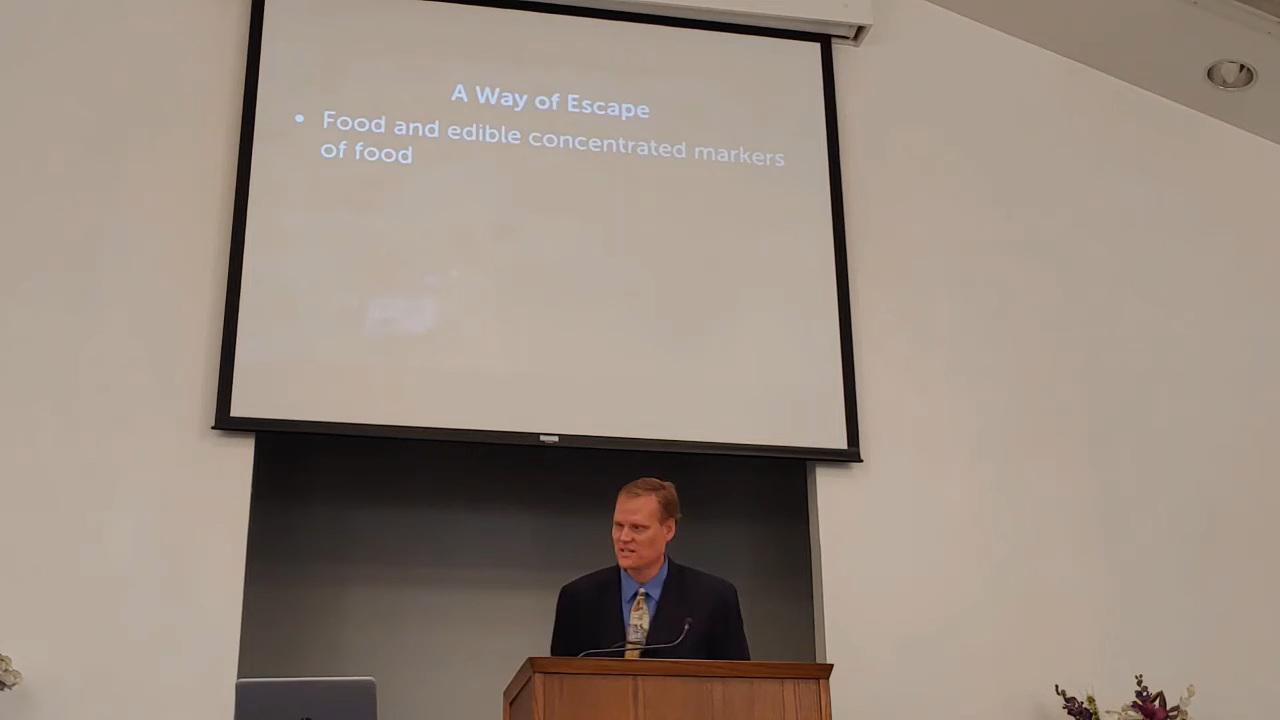 A Way of Escape
• Food and edible concentrated markers
of food